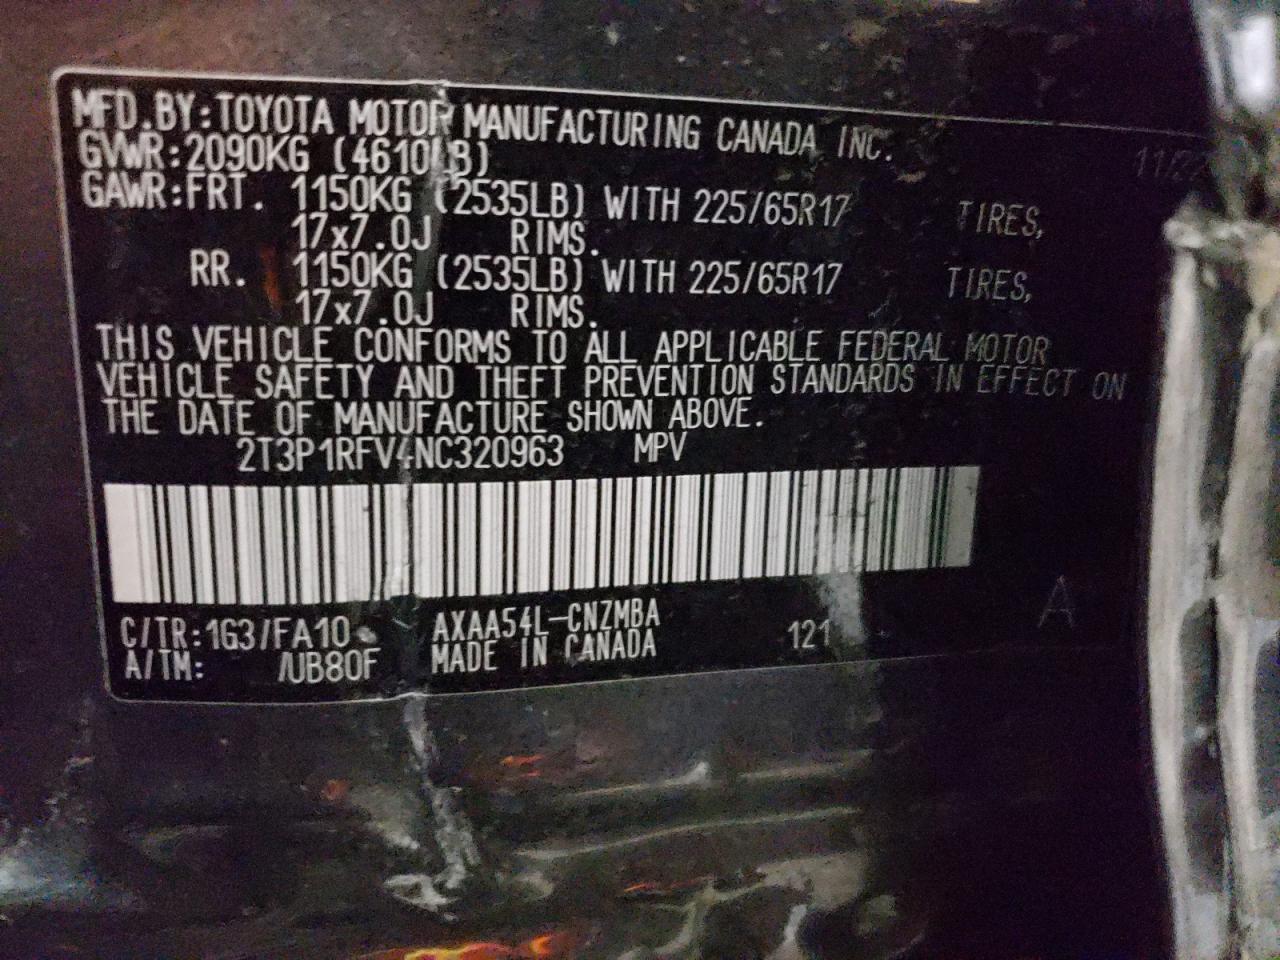 MFD.BY:TOYOTA MOTOR MANUFACTURING CANADA INC.
GVWR:2090KG (4610LB) 11/22
GAWR:FRT. 1150KG (2535LB) WITH 225/65R17 TIRES,
17x7.0J RIMS.
RR. 1150KG (2535LB) WITH 225/65R17 TIRES,
17x7.0J RIMS.
THIS VEHICLE CONFORMS TO ALL APPLICABLE FEDERAL MOTOR
VEHICLE SAFETY AND THEFT PREVENTION STANDARDS IN EFFECT ON
THE DATE OF MANUFACTURE SHOWN ABOVE.
2T3P1RFV4NC320963 MPV
A
C/TR:1G3/FA10 AXAA54L-CNZMBA 121
A/TM: /UB80F MADE IN CANADA